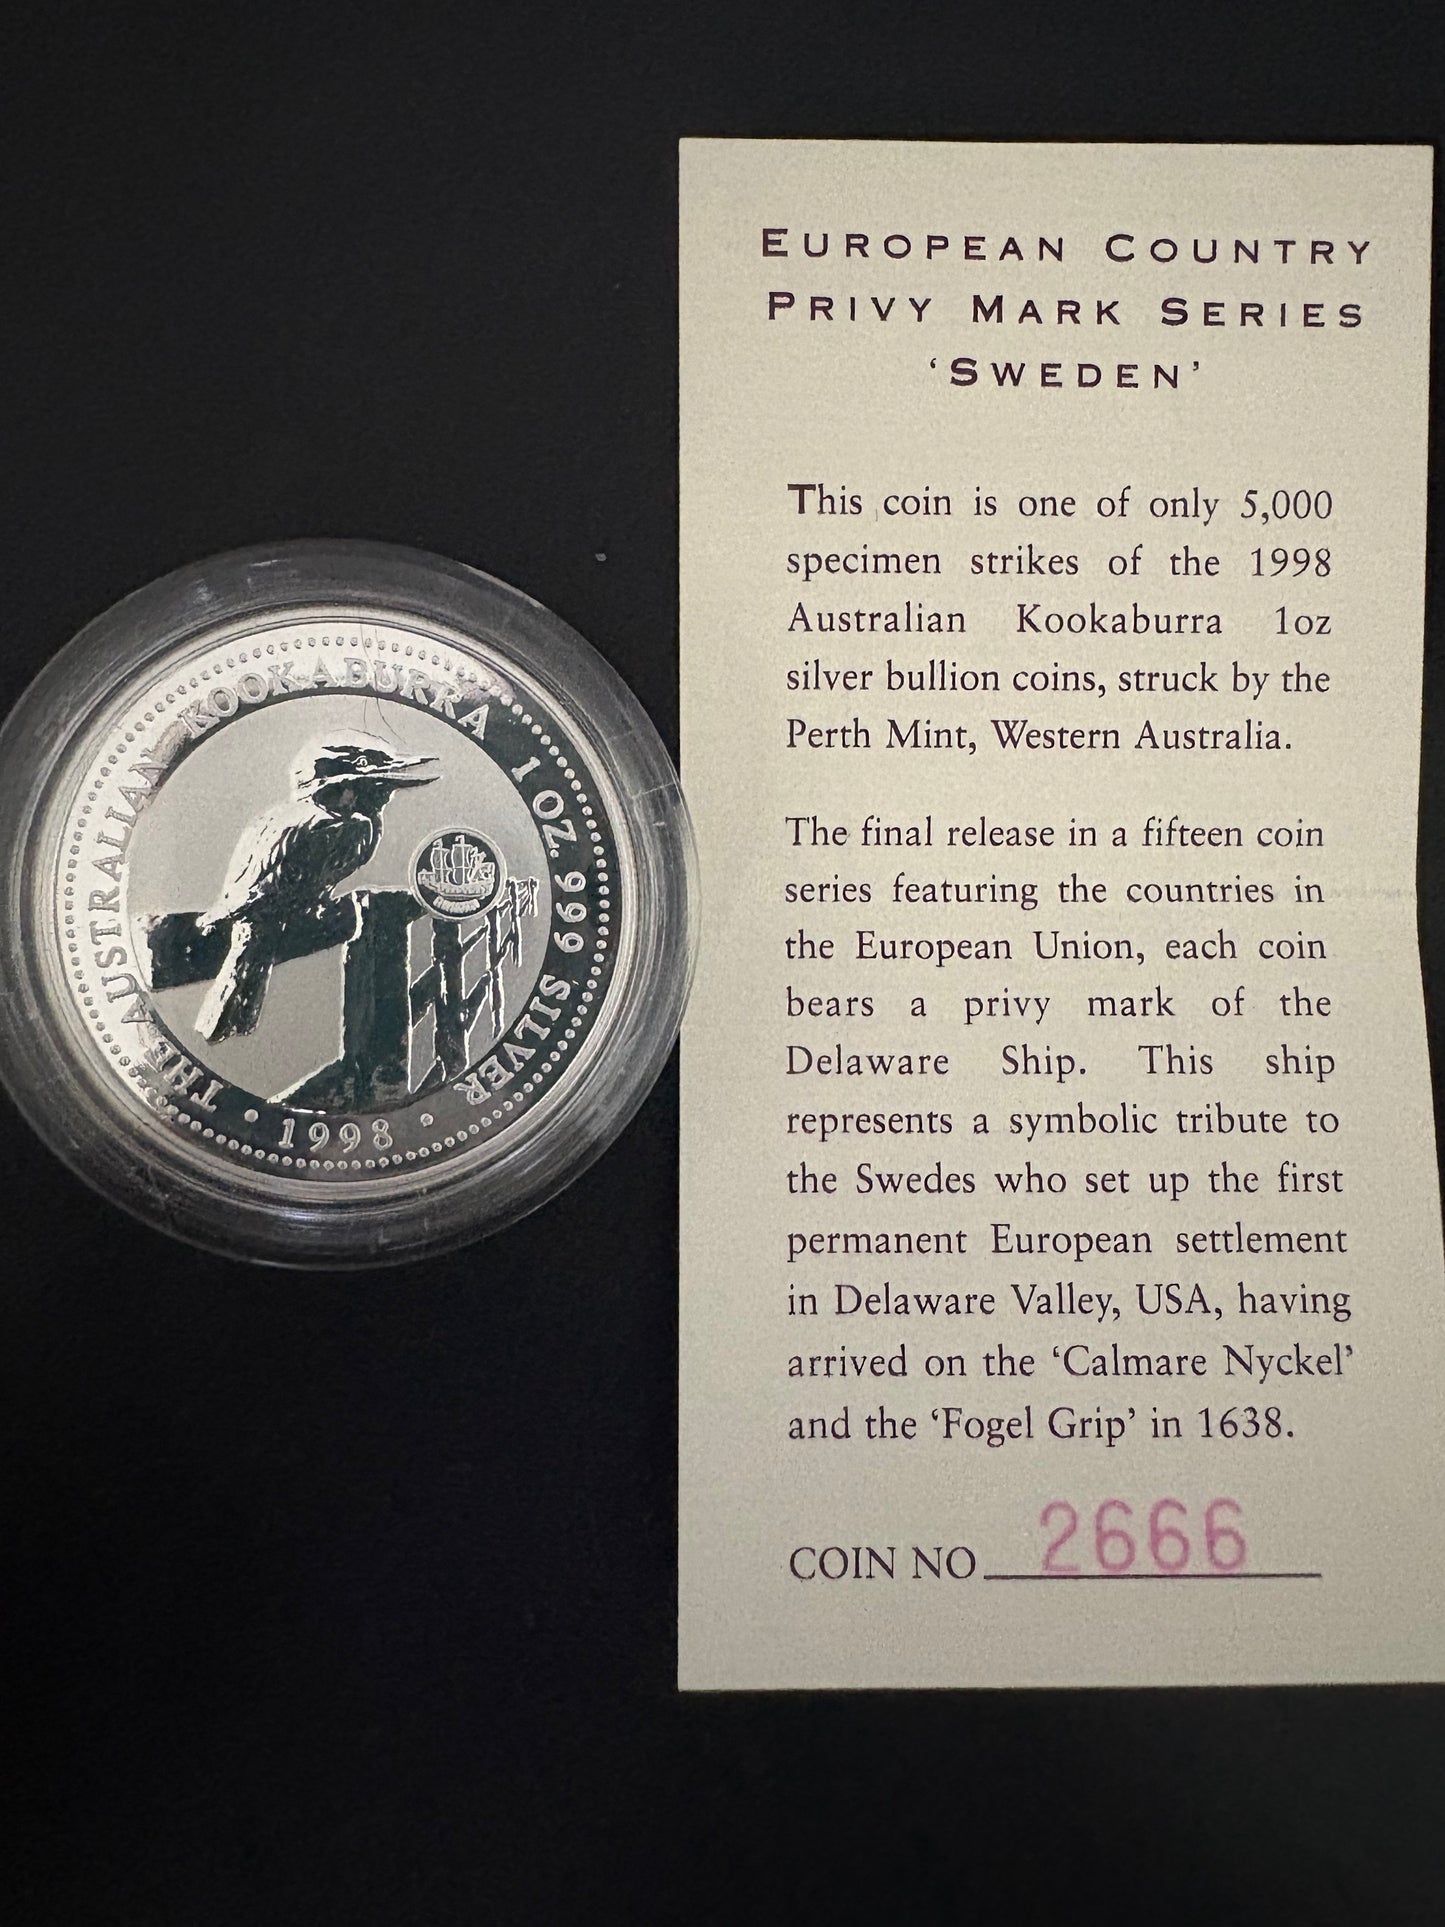 THE AUSTRALIAN KOOKABURRA 1 OZ. 999 SILVER
• 1998 •
EUROPEAN COUNTRY
PRIVY MARK SERIES
‘SWEDEN’
This coin is one of only 5,000
specimen strikes of the 1998
Australian Kookaburra 1oz
silver bullion coins, struck by the
Perth Mint, Western Australia.
The final release in a fifteen coin
series featuring the countries in
the European Union, each coin
bears a privy mark of the
Delaware Ship. This ship
represents a symbolic tribute to
the Swedes who set up the first
permanent European settlement
in Delaware Valley, USA, having
arrived on the ‘Calmare Nyckel’
and the ‘Fogel Grip’ in 1638.
COIN NO 2666